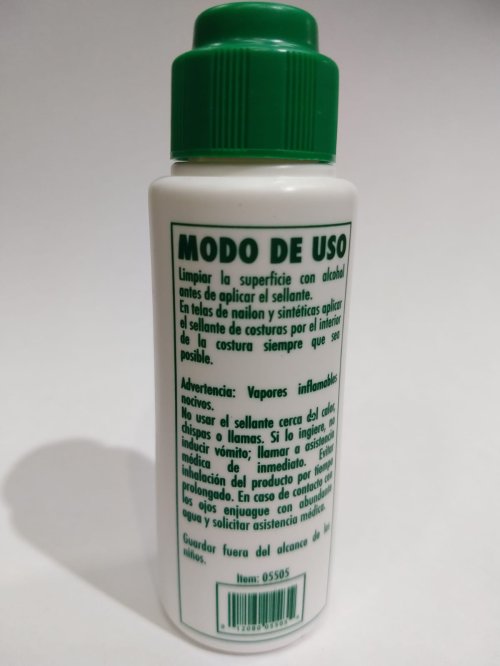 MODO DE USO
Limpiar la superficie con alcohol
antes de aplicar el sellante.
En telas de nailon y sintéticas aplicar
el sellante de costuras por el interior
de la costura siempre que sea
posible.
Advertencia: Vapores inflamables
nocivos.
No usar el sellante cerca del calor,
chispas o llamas. Si lo ingiere, no
inducir vómito; llamar a asistencia
médica de inmediato. Evitar
inhalación del producto por tiempo
prolongado. En caso de contacto con
los ojos enjuague con abundante
agua y solicitar asistencia médica.
Guardar fuera del alcance de los
niños.
Item: 05505
0 12080 05505 8